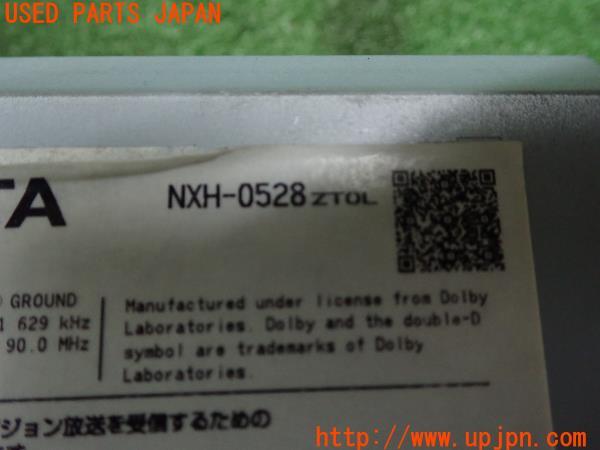 USED PARTS JAPAN
TA
NXH-0528 ZT0L
GROUND
1 629 kHz
90.0 MHz
Manufactured under license from Dolby
Laboratories. Dolby and the double-D
symbol are trademarks of Dolby
Laboratories.
ジョン放送を受信するための
http://www.upjpn.com/